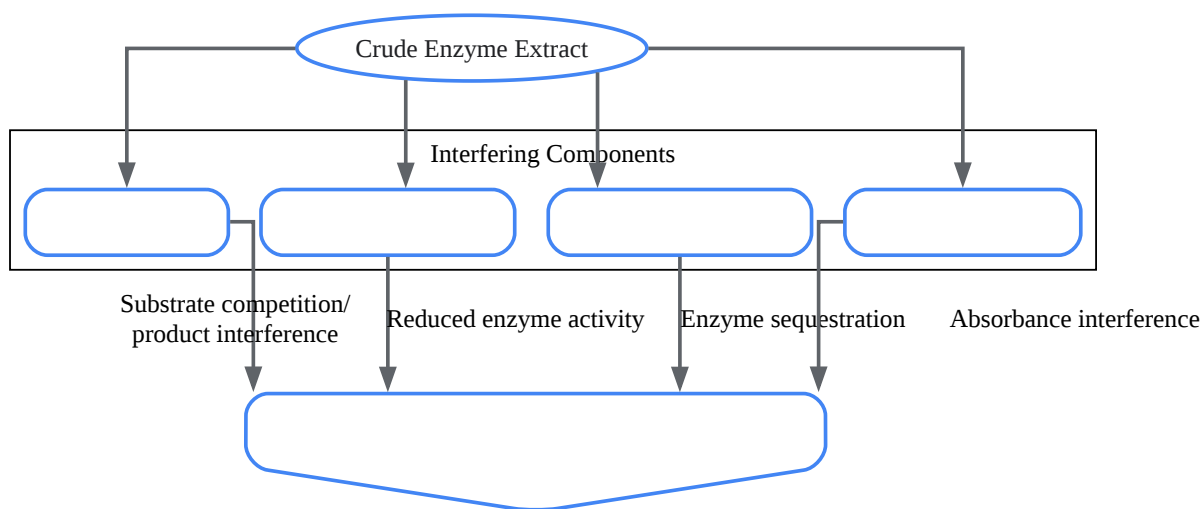 Crude Enzyme Extract
Interfering Components
Substrate competition/
product interference
Reduced enzyme activity
Enzyme sequestration
Absorbance interference